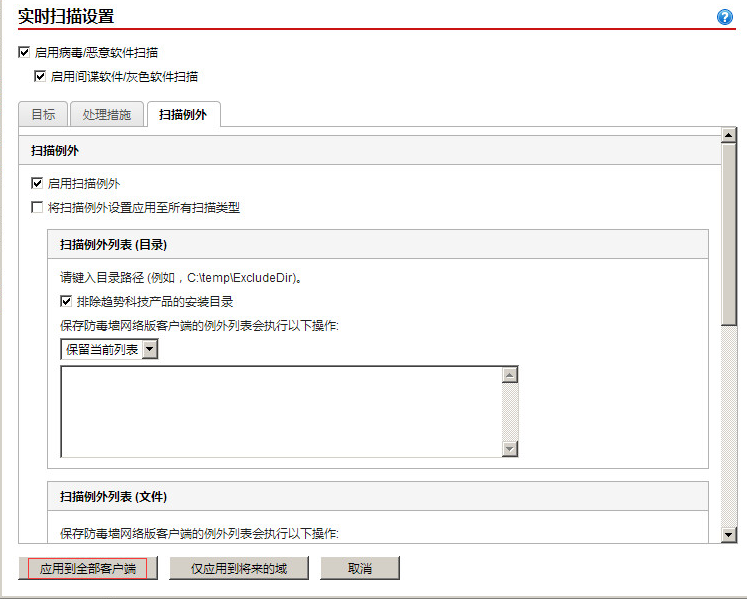 实时扫描设置
启用病毒/恶意软件扫描
启用间谍软件/灰色软件扫描
目标 处理措施 扫描例外
扫描例外
启用扫描例外
将扫描例外设置应用至所有扫描类型
扫描例外列表 (目录)
请键入目录路径 (例如，C:\temp\ExcludeDir)。
排除趋势科技产品的安装目录
保存防毒墙网络版客户端的例外列表会执行以下操作:
保留当前列表
扫描例外列表 (文件)
保存防毒墙网络版客户端的例外列表会执行以下操作:
应用到全部客户端 仅应用到将来的域 取消